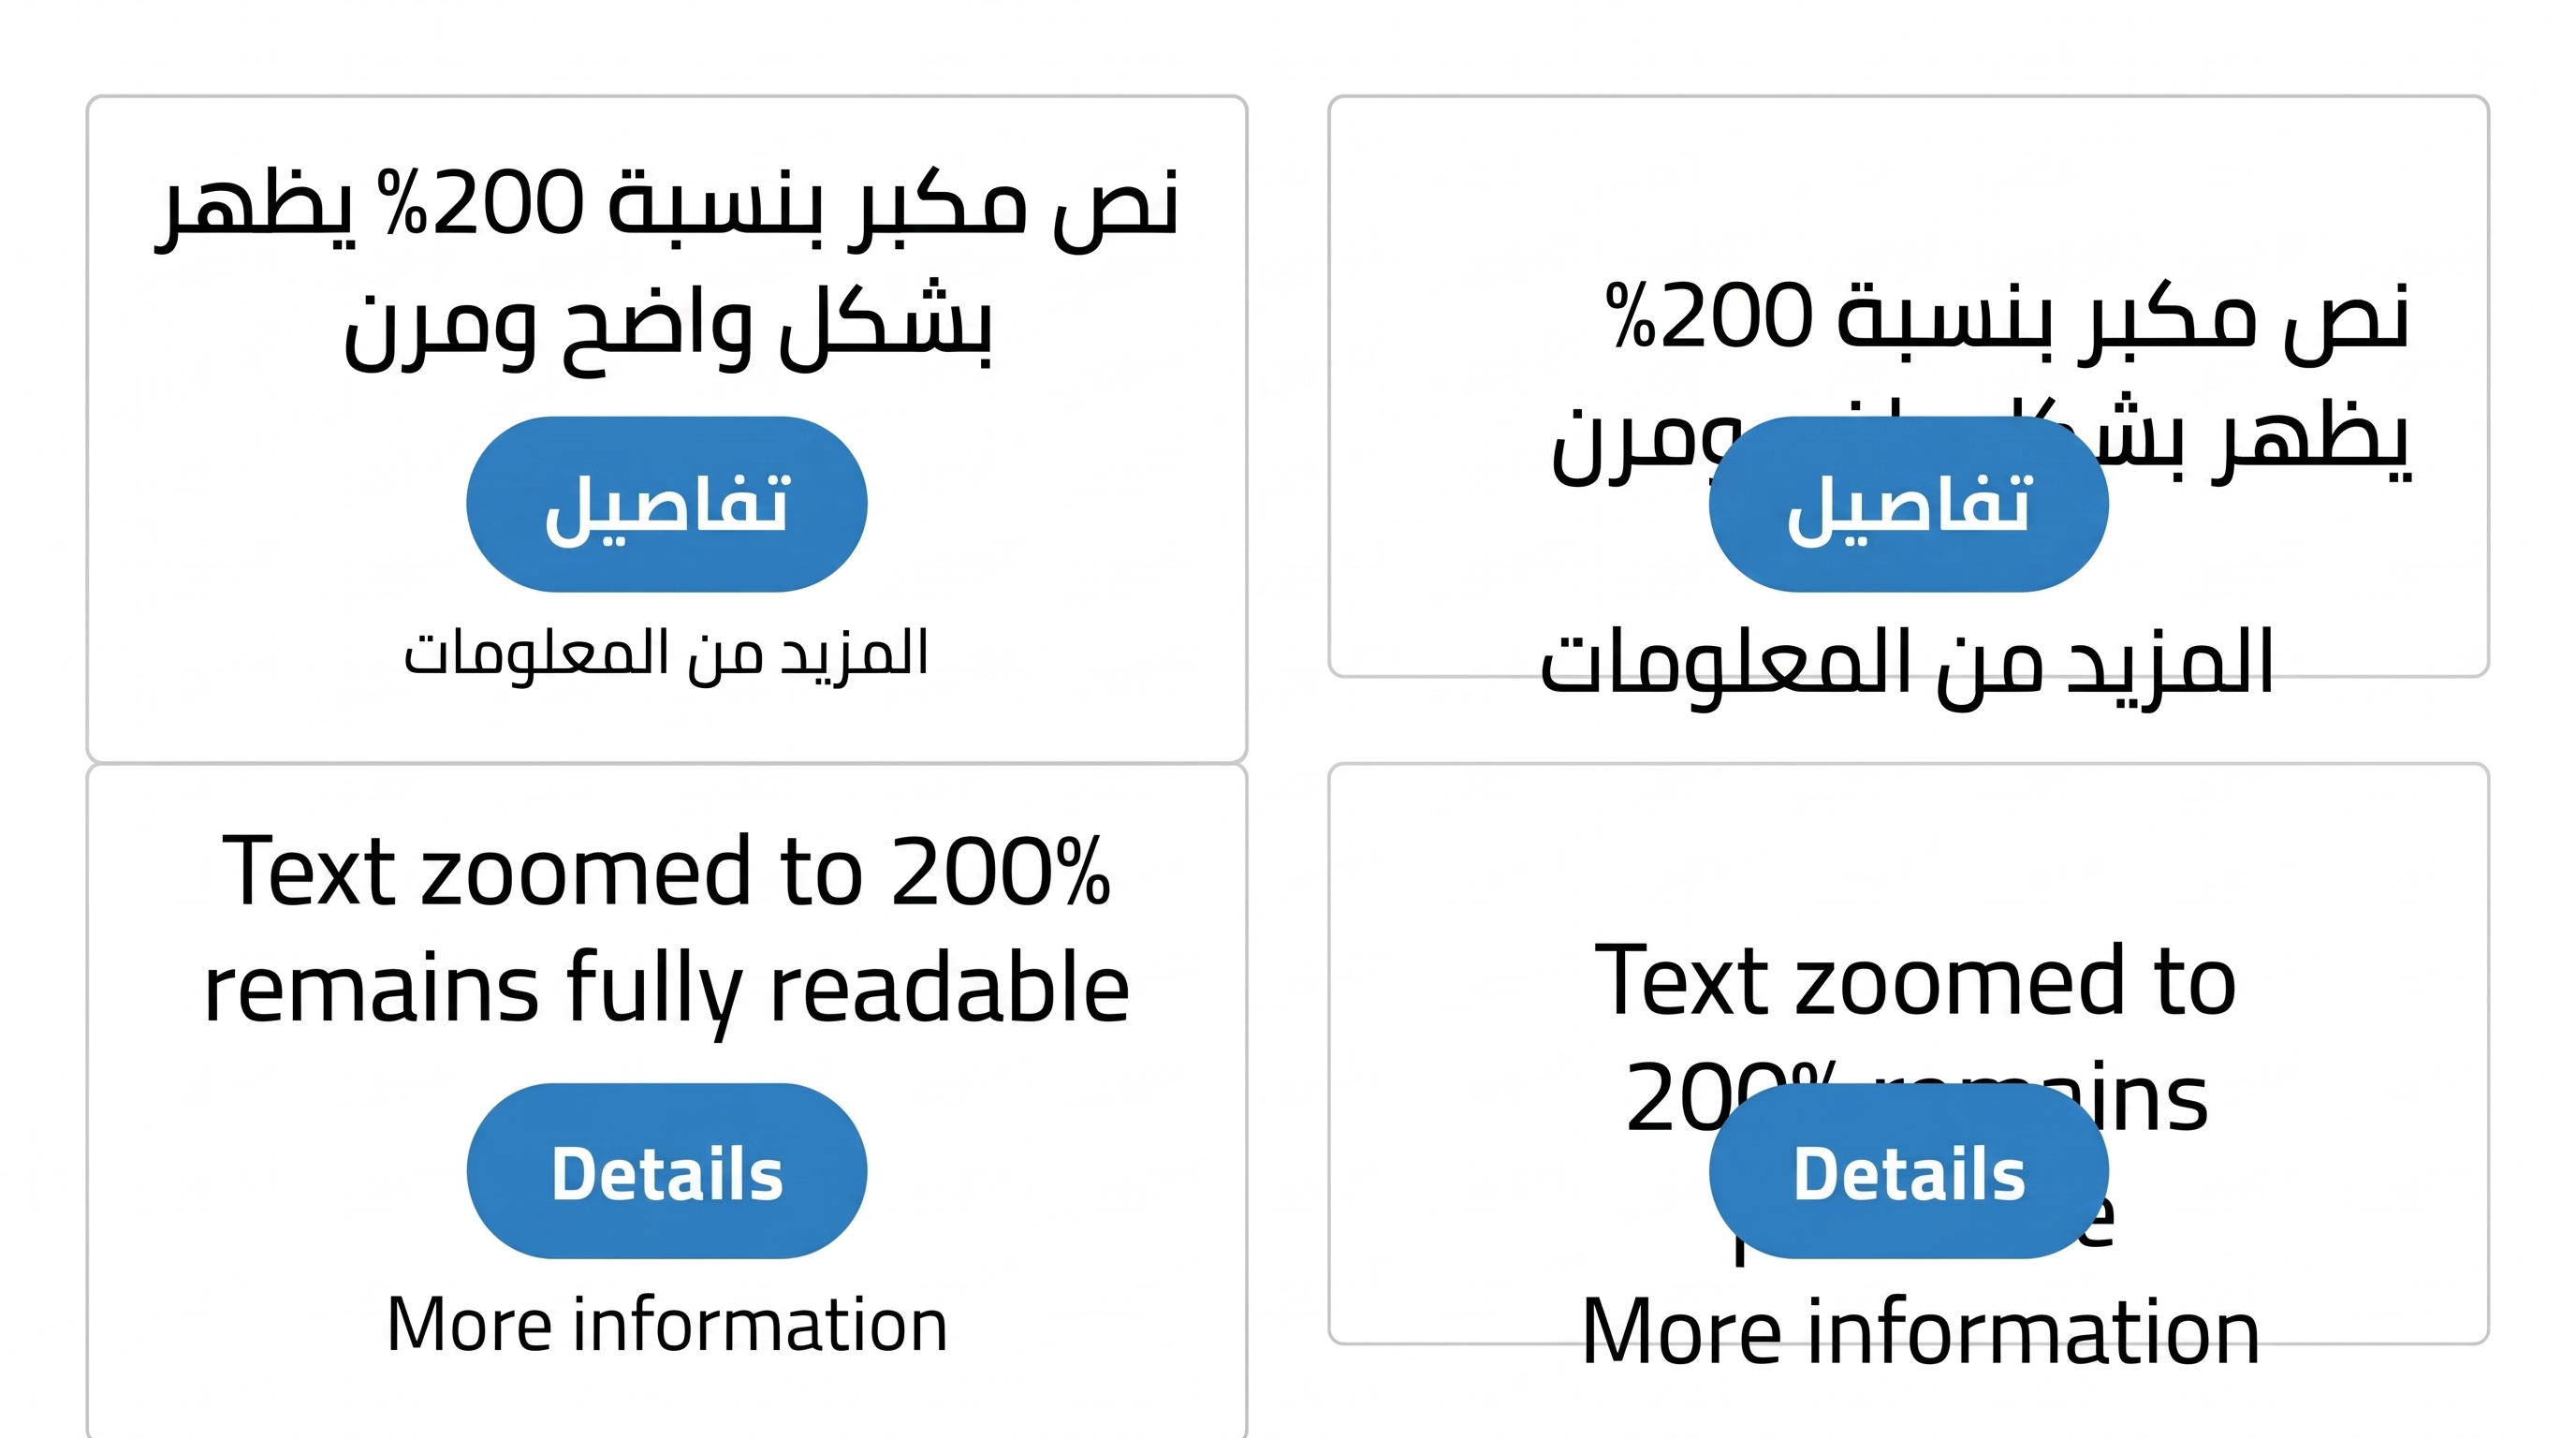 نص مكبر بنسبة 200% يظهر
بشكل واضح ومرن
تفاصيل
المزيد من المعلومات
نص مكبر بنسبة 200%
يظهر ومرن
تفاصيل
المزيد من المعلومات
Text zoomed to 200%
remains fully readable
Details
More information
Text zoomed to
200% remains
Details
More information